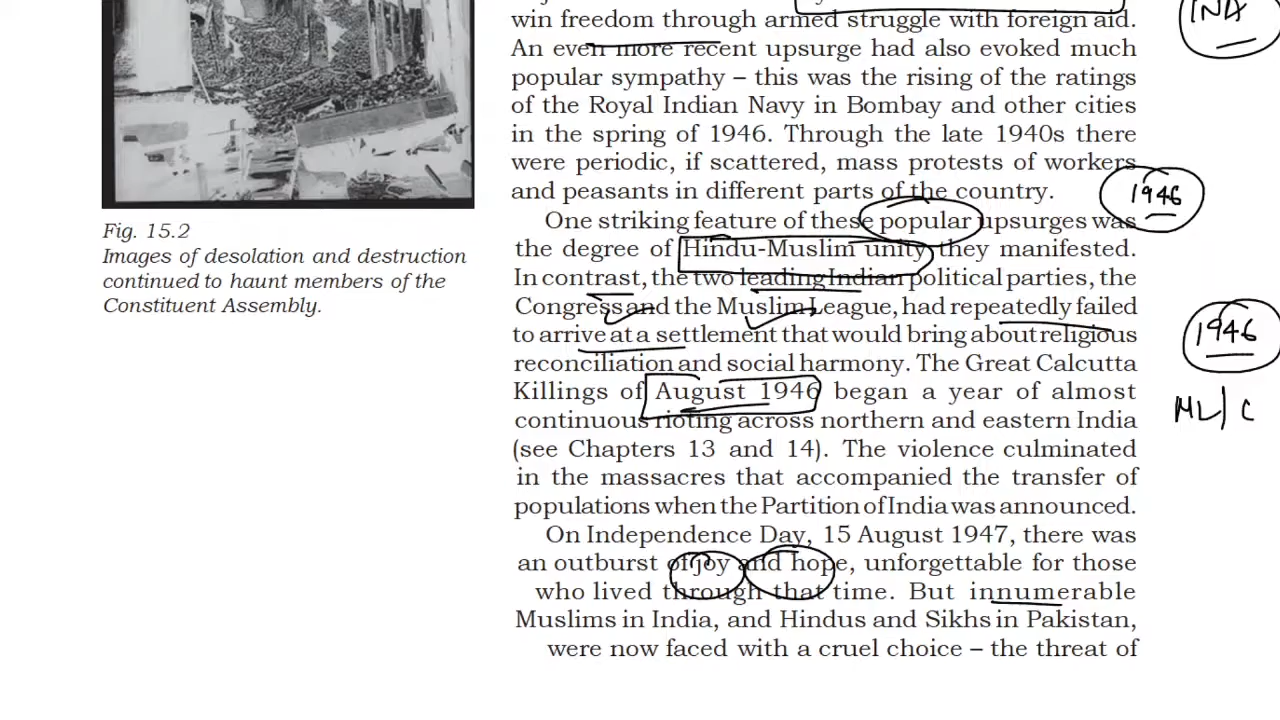 win freedom through armed struggle with foreign aid.
INA
An even more recent upsurge had also evoked much
popular sympathy – this was the rising of the ratings
of the Royal Indian Navy in Bombay and other cities
in the spring of 1946. Through the late 1940s there
were periodic, if scattered, mass protests of workers
and peasants in different parts of the country.
1946
One striking feature of these popular upsurges was
the degree of Hindu-Muslim unity they manifested.
In contrast, the two leading Indian political parties, the
Congress and the Muslim League, had repeatedly failed
to arrive at a settlement that would bring about religious
1946
reconciliation and social harmony. The Great Calcutta
Killings of August 1946 began a year of almost
ML/C
continuous rioting across northern and eastern India
(see Chapters 13 and 14). The violence culminated
in the massacres that accompanied the transfer of
populations when the Partition of India was announced.
On Independence Day, 15 August 1947, there was
an outburst of joy and hope, unforgettable for those
who lived through that time. But innumerable
Muslims in India, and Hindus and Sikhs in Pakistan,
were now faced with a cruel choice – the threat of
Fig. 15.2
Images of desolation and destruction
continued to haunt members of the
Constituent Assembly.